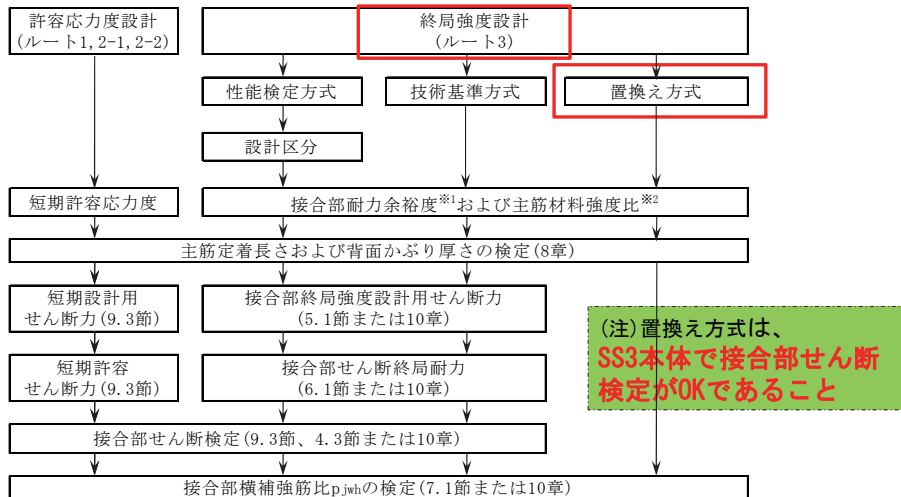 許容応力度設計
(ルート1,2-1,2-2)
終局強度設計
(ルート3)
性能検定方式
技術基準方式
置換え方式
設計区分
短期許容応力度
接合部耐力余裕度※1および主筋材料強度比※2
主筋定着長さおよび背面かぶり厚さの検定(8章)
短期設計用
せん断力(9.3節)
接合部終局強度設計用せん断力
(5.1節または10章)
(注)置換え方式は、
SS3本体で接合部せん断
検定がOKであること
短期許容
せん断力(9.3節)
接合部せん断終局耐力
(6.1節または10章)
接合部せん断検定(9.3節、4.3節または10章)
接合部横補強筋比pjwhの検定(7.1節または10章)